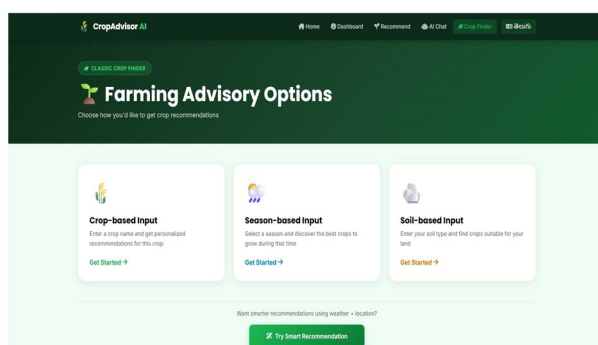 CropAdvisor AI
Home Dashboard Recommend AI Chat Crop Finder తెలుగు
CLASSIC CROP FINDER
Farming Advisory Options
Choose how you'd like to get crop recommendations
Crop-based Input
Enter a crop name and get personalized
recommendations for this crop
Get Started →
Season-based Input
Select a season and discover the best crops to
grow during that time
Get Started →
Soil-based Input
Enter your soil type and find crops suitable for your
land
Get Started →
Want smarter recommendations using weather + location?
Try Smart Recommendation